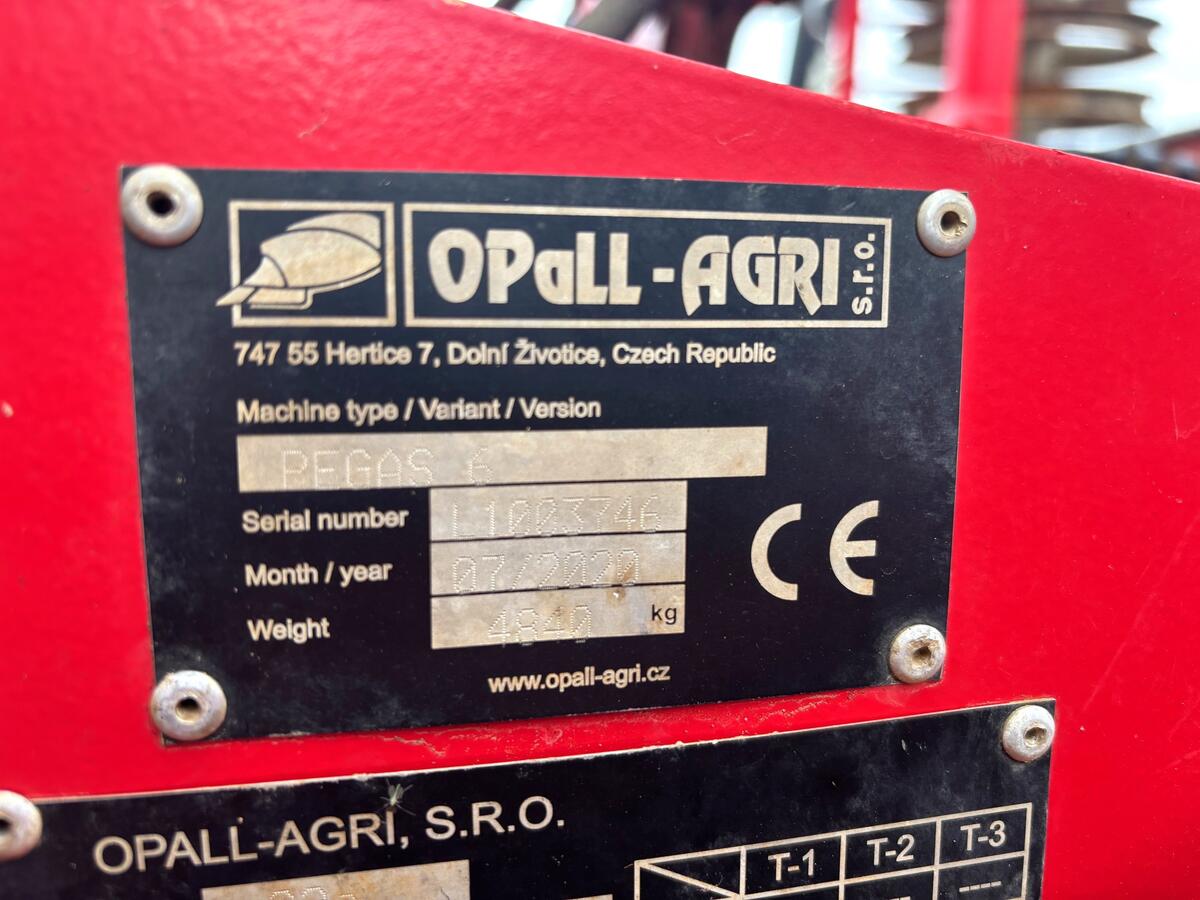 OPaLL-AGRI s.r.o.
747 55 Hertice 7, Dolní Životice, Czech Republic
Machine type / Variant / Version
PEGAS 6
Serial number L1003746
Month / year 07/2020
Weight 4840 kg
CE
www.opall-agri.cz
OPALL-AGRI, S.R.O.
T-1 T-2 T-3
----